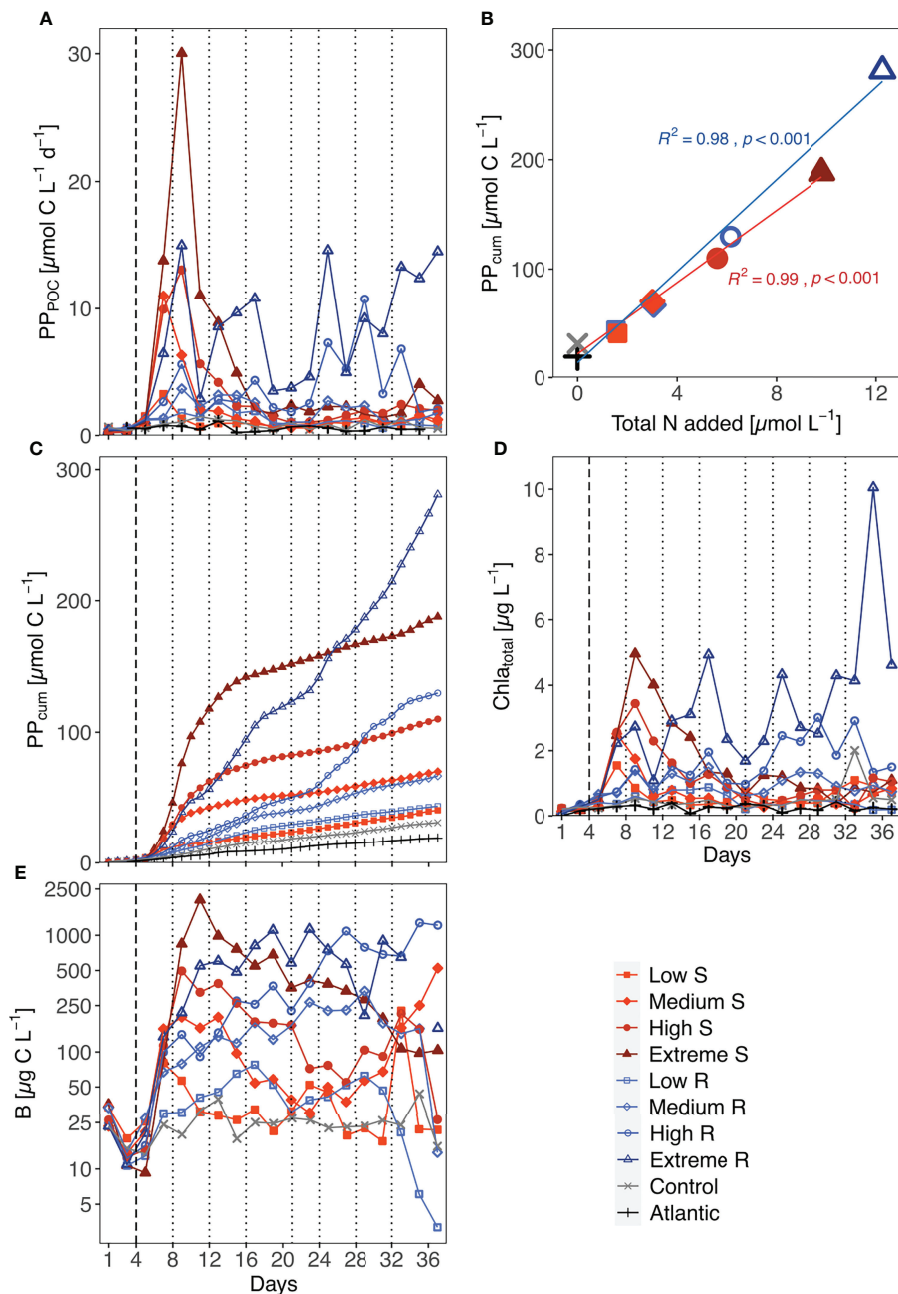 A
PP_POC [µmol C L⁻¹ d⁻¹]
30
20
10
0
B
PP_cum [µmol C L⁻¹]
300
200
100
0
R² = 0.98 , p < 0.001
R² = 0.99 , p < 0.001
0 4 8 12
Total N added [µmol L⁻¹]
C
PP_cum [µmol C L⁻¹]
300
200
100
0
D
Chla_total [µg L⁻¹]
10
8
6
4
2
0
1 4 8 12 16 20 24 28 32 36
Days
E
B [µg C L⁻¹]
2500
1000
500
250
100
50
25
10
5
1 4 8 12 16 20 24 28 32 36
Days
Low S
Medium S
High S
Extreme S
Low R
Medium R
High R
Extreme R
Control
Atlantic